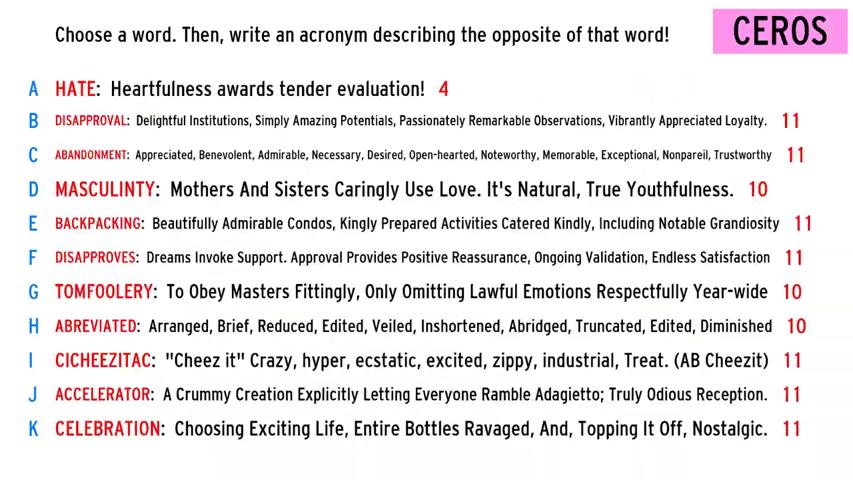 Choose a word. Then, write an acronym describing the opposite of that word!
CEROS
A HATE: Heartfulness awards tender evaluation! 4
B DISAPPROVAL: Delightful Institutions, Simply Amazing Potentials, Passionately Remarkable Observations, Vibrantly Appreciated Loyalty. 11
C ABANDONMENT: Appreciated, Benevolent, Admirable, Necessary, Desired, Open-hearted, Noteworthy, Memorable, Exceptional, Nonpareil, Trustworthy 11
D MASCULINTY: Mothers And Sisters Caringly Use Love. It's Natural, True Youthfulness. 10
E BACKPACKING: Beautifully Admirable Condos, Kingly Prepared Activities Catered Kindly, Including Notable Grandiosity 11
F DISAPPROVES: Dreams Invoke Support. Approval Provides Positive Reassurance, Ongoing Validation, Endless Satisfaction 11
G TOMFOOLERY: To Obey Masters Fittingly, Only Omitting Lawful Emotions Respectfully Year-wide 10
H ABREVIATED: Arranged, Brief, Reduced, Edited, Veiled, Inshortened, Abridged, Truncated, Edited, Diminished 10
I CICHEEZITAC: "Cheez it" Crazy, hyper, ecstatic, excited, zippy, industrial, Treat. (AB Cheezit) 11
J ACCELERATOR: A Crummy Creation Explicitly Letting Everyone Ramble Adagietto; Truly Odious Reception. 11
K CELEBRATION: Choosing Exciting Life, Entire Bottles Ravaged, And, Topping It Off, Nostalgic. 11